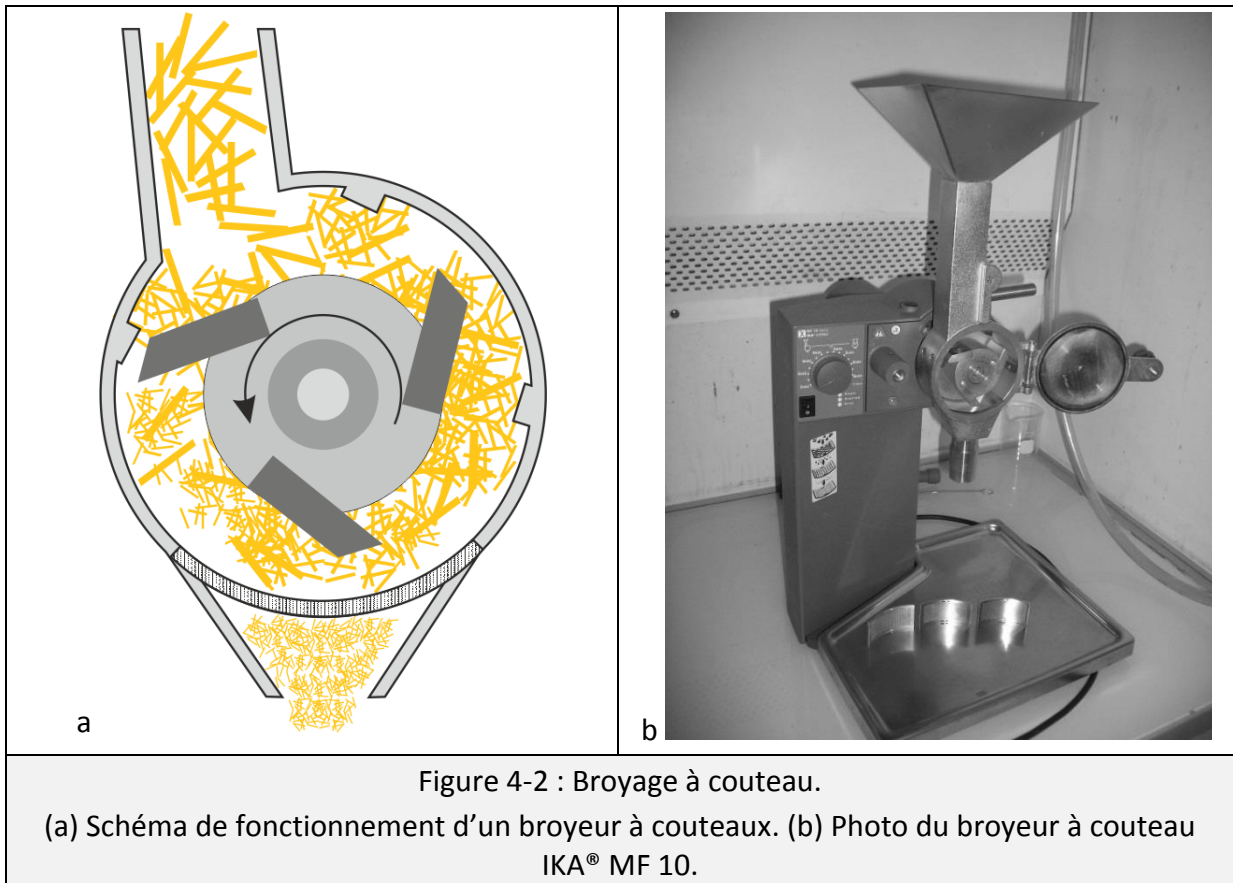 a
b
Figure 4-2 : Broyage à couteau.
(a) Schéma de fonctionnement d’un broyeur à couteaux. (b) Photo du broyeur à couteau
IKA® MF 10.